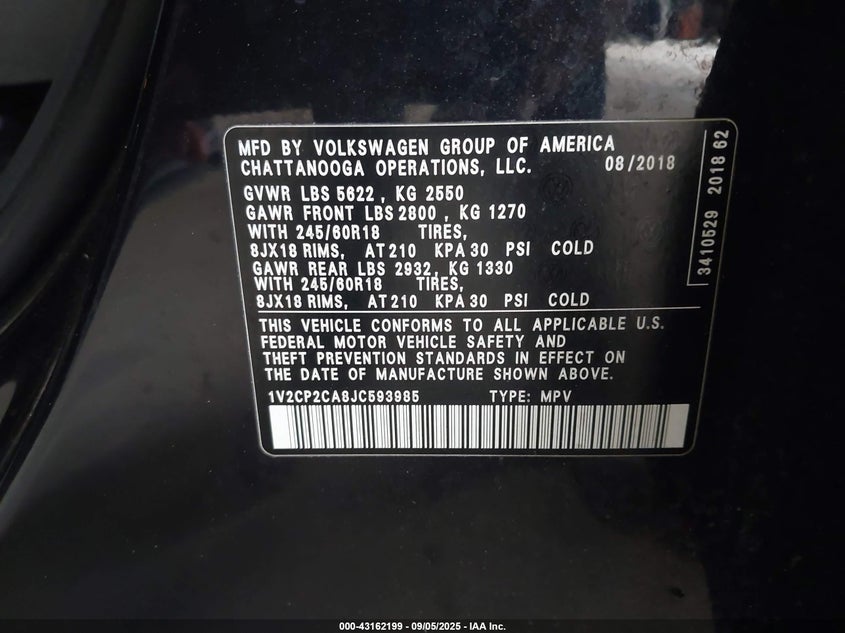 MFD BY VOLKSWAGEN GROUP OF AMERICA
CHATTANOOGA OPERATIONS, LLC. 08/2018
GVWR LBS 5622, KG 2550
GAWR FRONT LBS 2800, KG 1270
WITH 245/60R18 TIRES,
8JX18 RIMS, AT 210 KPA 30 PSI COLD
GAWR REAR LBS 2932, KG 1330
WITH 245/60R18 TIRES,
8JX18 RIMS, AT 210 KPA 30 PSI COLD
THIS VEHICLE CONFORMS TO ALL APPLICABLE U.S.
FEDERAL MOTOR VEHICLE SAFETY AND
THEFT PREVENTION STANDARDS IN EFFECT ON
THE DATE OF MANUFACTURE SHOWN ABOVE.
1V2CP2CA8JC593985 TYPE: MPV
3410529 2018 62
000-43162199 - 09/05/2025 - IAA Inc.